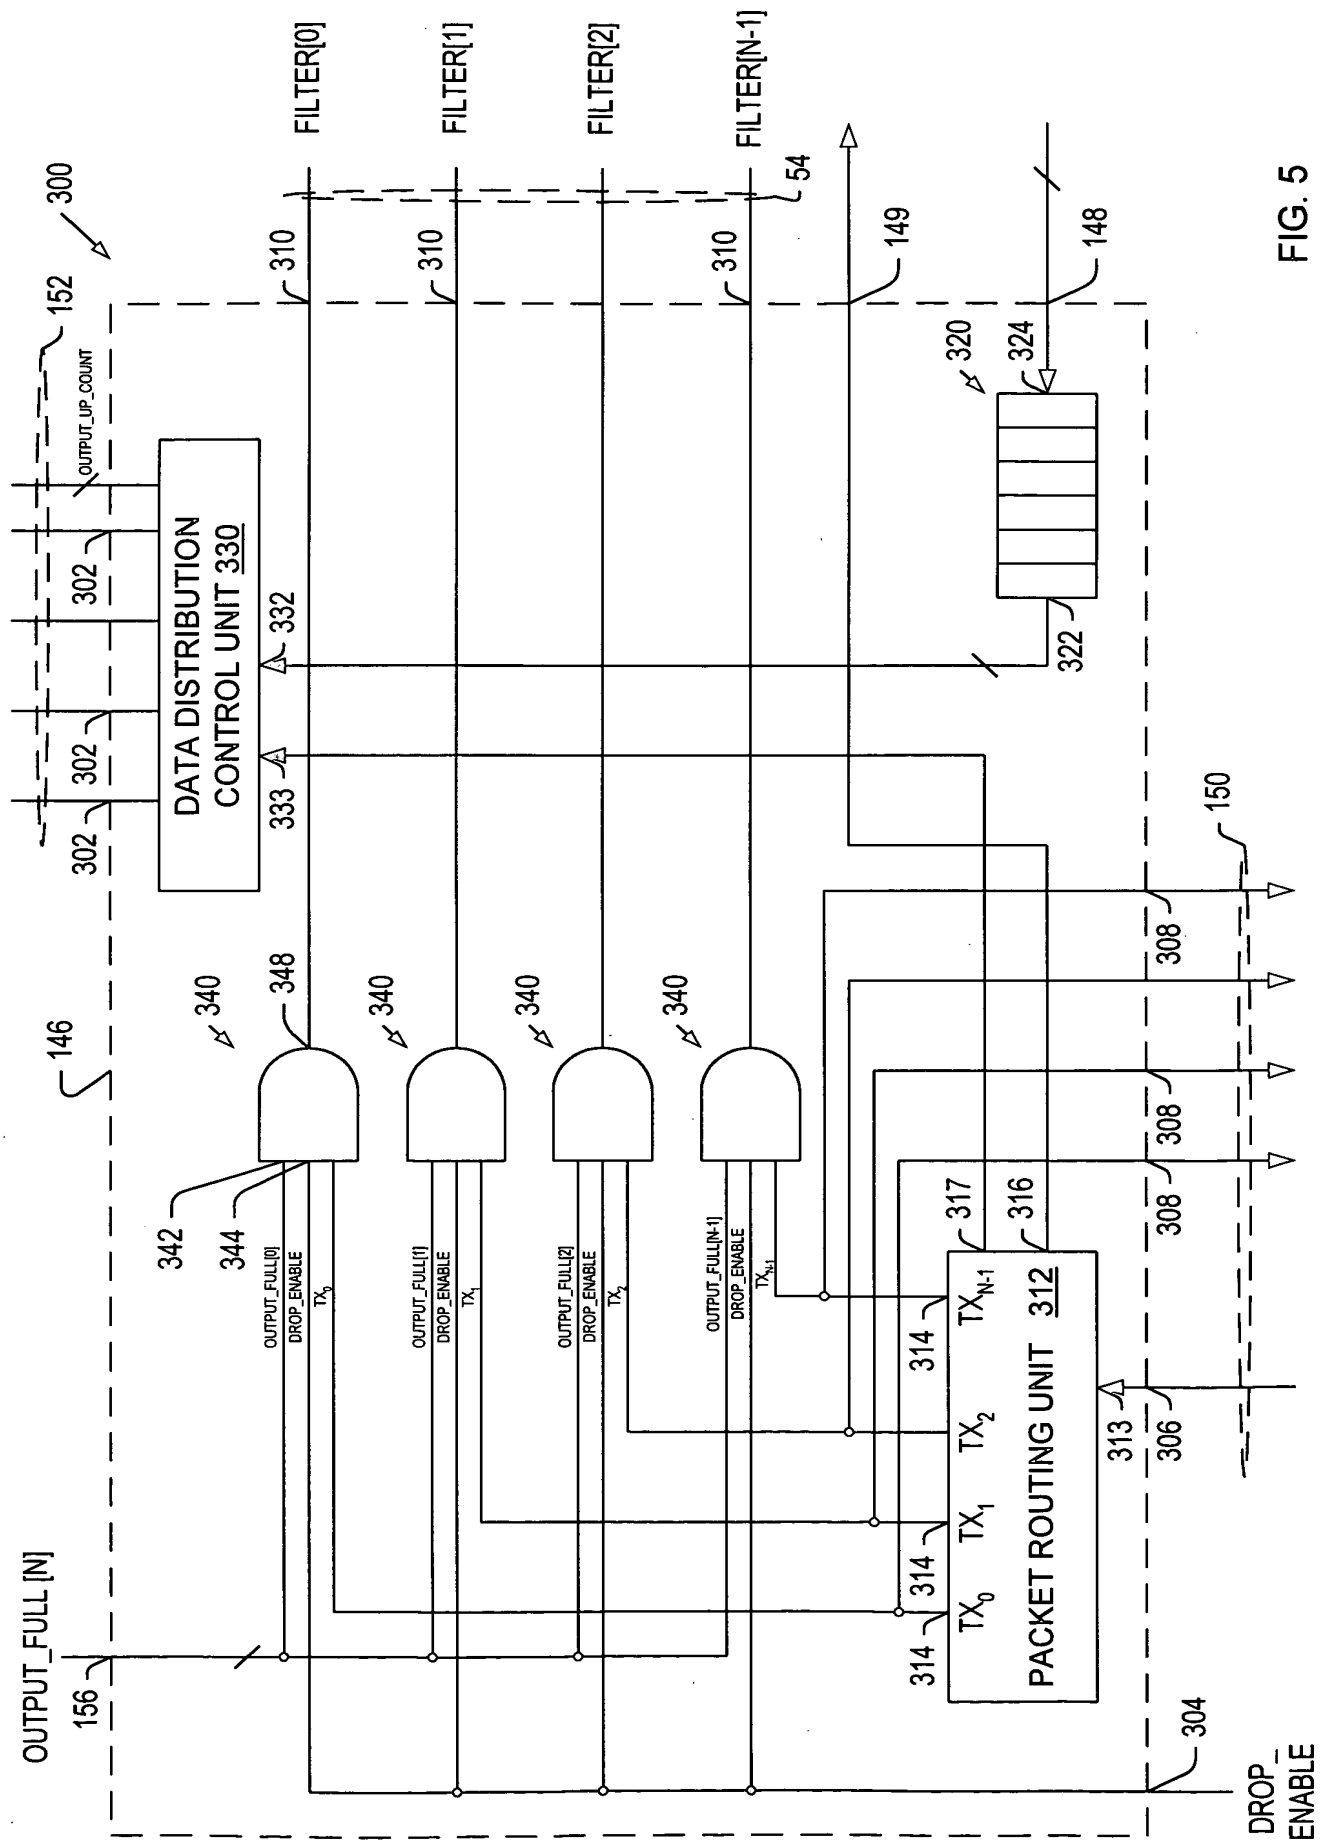 OUTPUT_FULL [N]
156
146
152
300
OUTPUT_UP_COUNT
302
302
302
DATA DISTRIBUTION
CONTROL UNIT 330
333
332
340
348
342
344
OUTPUT_FULL[0]
DROP_ENABLE
TX0
310
FILTER[0]
340
OUTPUT_FULL[1]
DROP_ENABLE
TX1
310
FILTER[1]
340
OUTPUT_FULL[2]
DROP_ENABLE
TX2
FILTER[2]
340
OUTPUT_FULL[N-1]
DROP_ENABLE
TXN-1
310
FILTER[N-1]
54
149
148
320
324
322
314
314
314
317
316
TX0
TX1
TX2
TXN-1
PACKET ROUTING UNIT 312
313
306
308
308
308
150
304
DROP_
ENABLE
FIG. 5